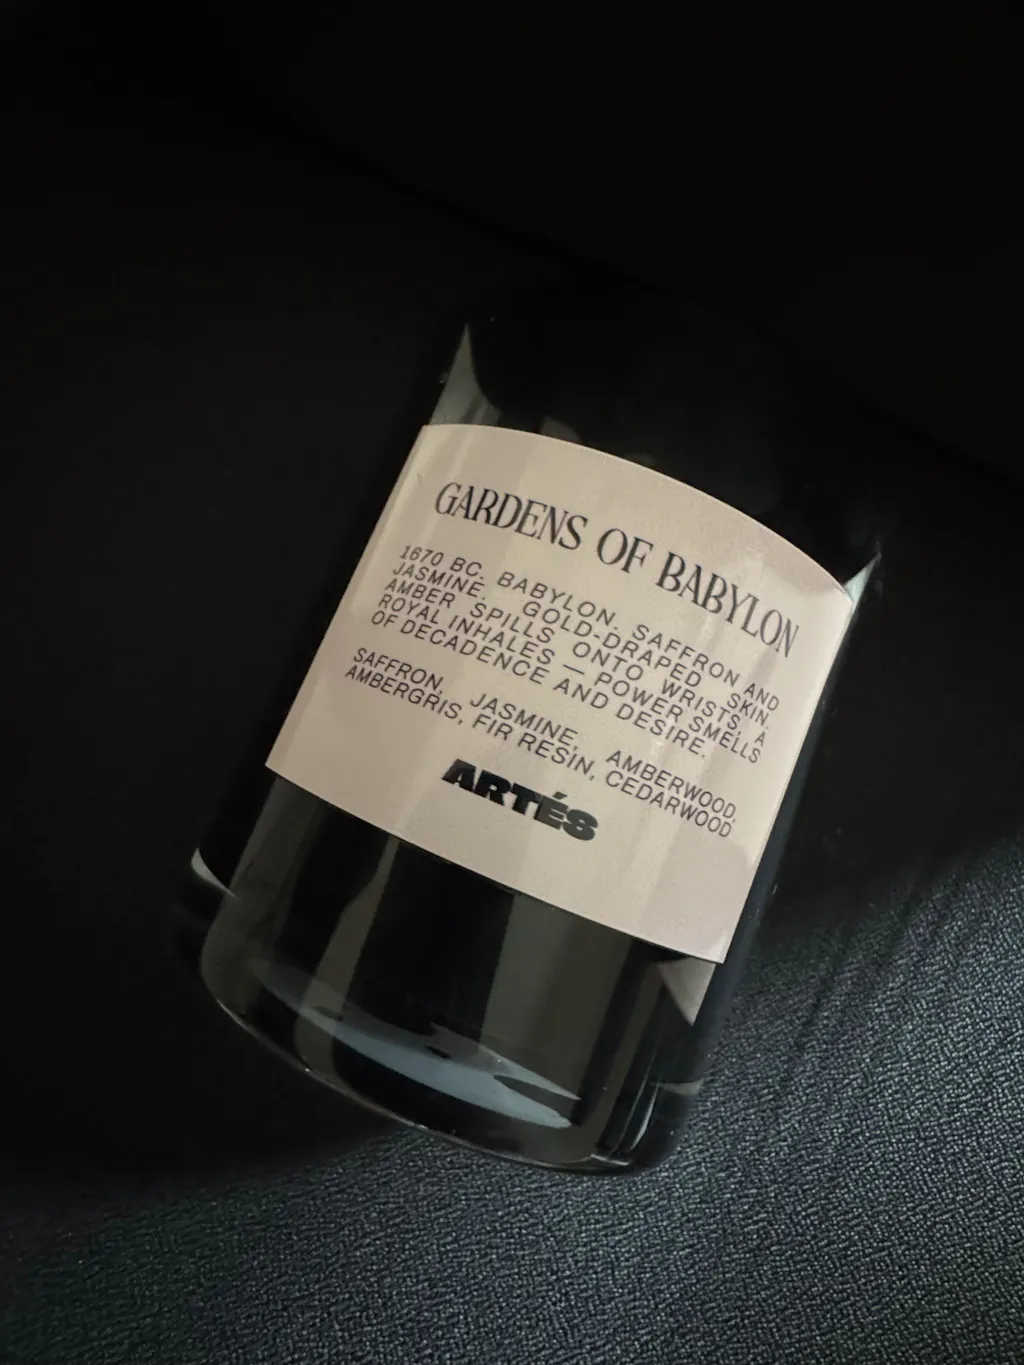 GARDENS OF BABYLON
1670 BC. BABYLON. SAFFRON AND
JASMINE. GOLD-DRAPED SKIN.
AMBER SPILLS ONTO WRISTS. A
ROYAL INHALES — POWER SMELLS
OF DECADENCE AND DESIRE.
SAFFRON, JASMINE, AMBERWOOD,
AMBERGRIS, FIR RESIN, CEDARWOOD.
ARTÉS